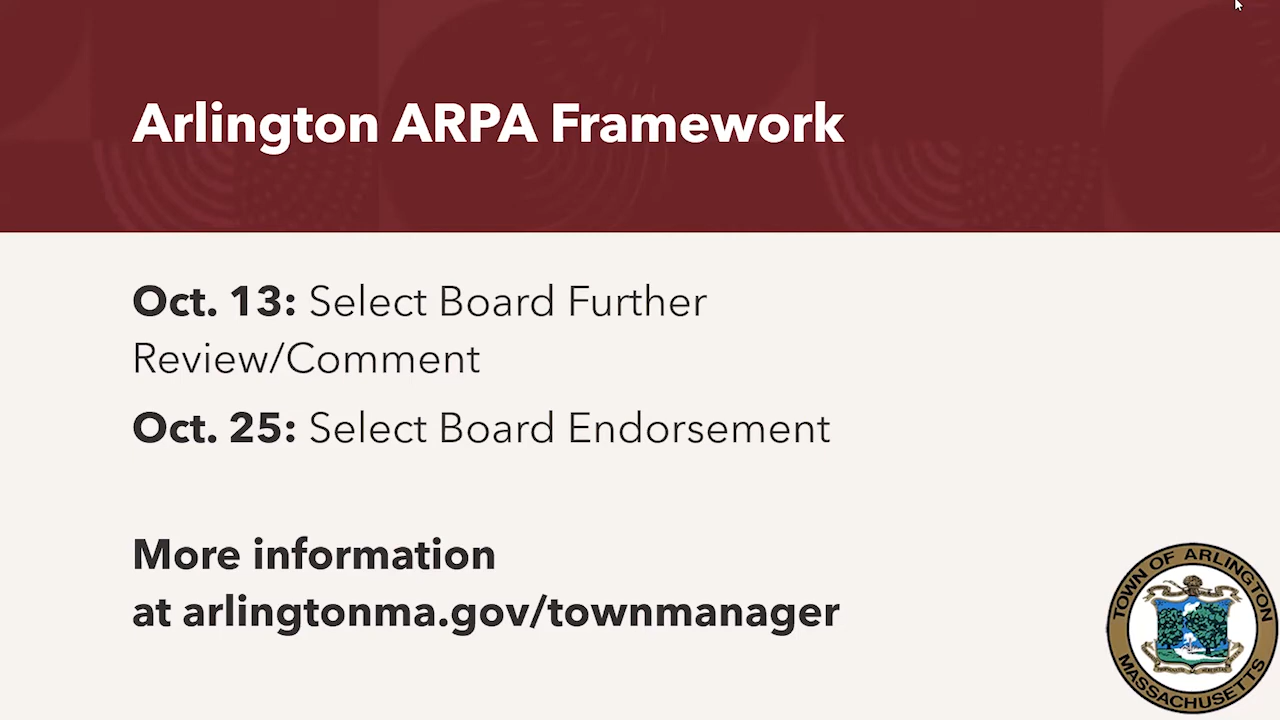 Arlington ARPA Framework
Oct. 13: Select Board Further
Review/Comment
Oct. 25: Select Board Endorsement
More information
at arlingtonma.gov/townmanager
TOWN OF ARLINGTON
MASSACHUSETTS